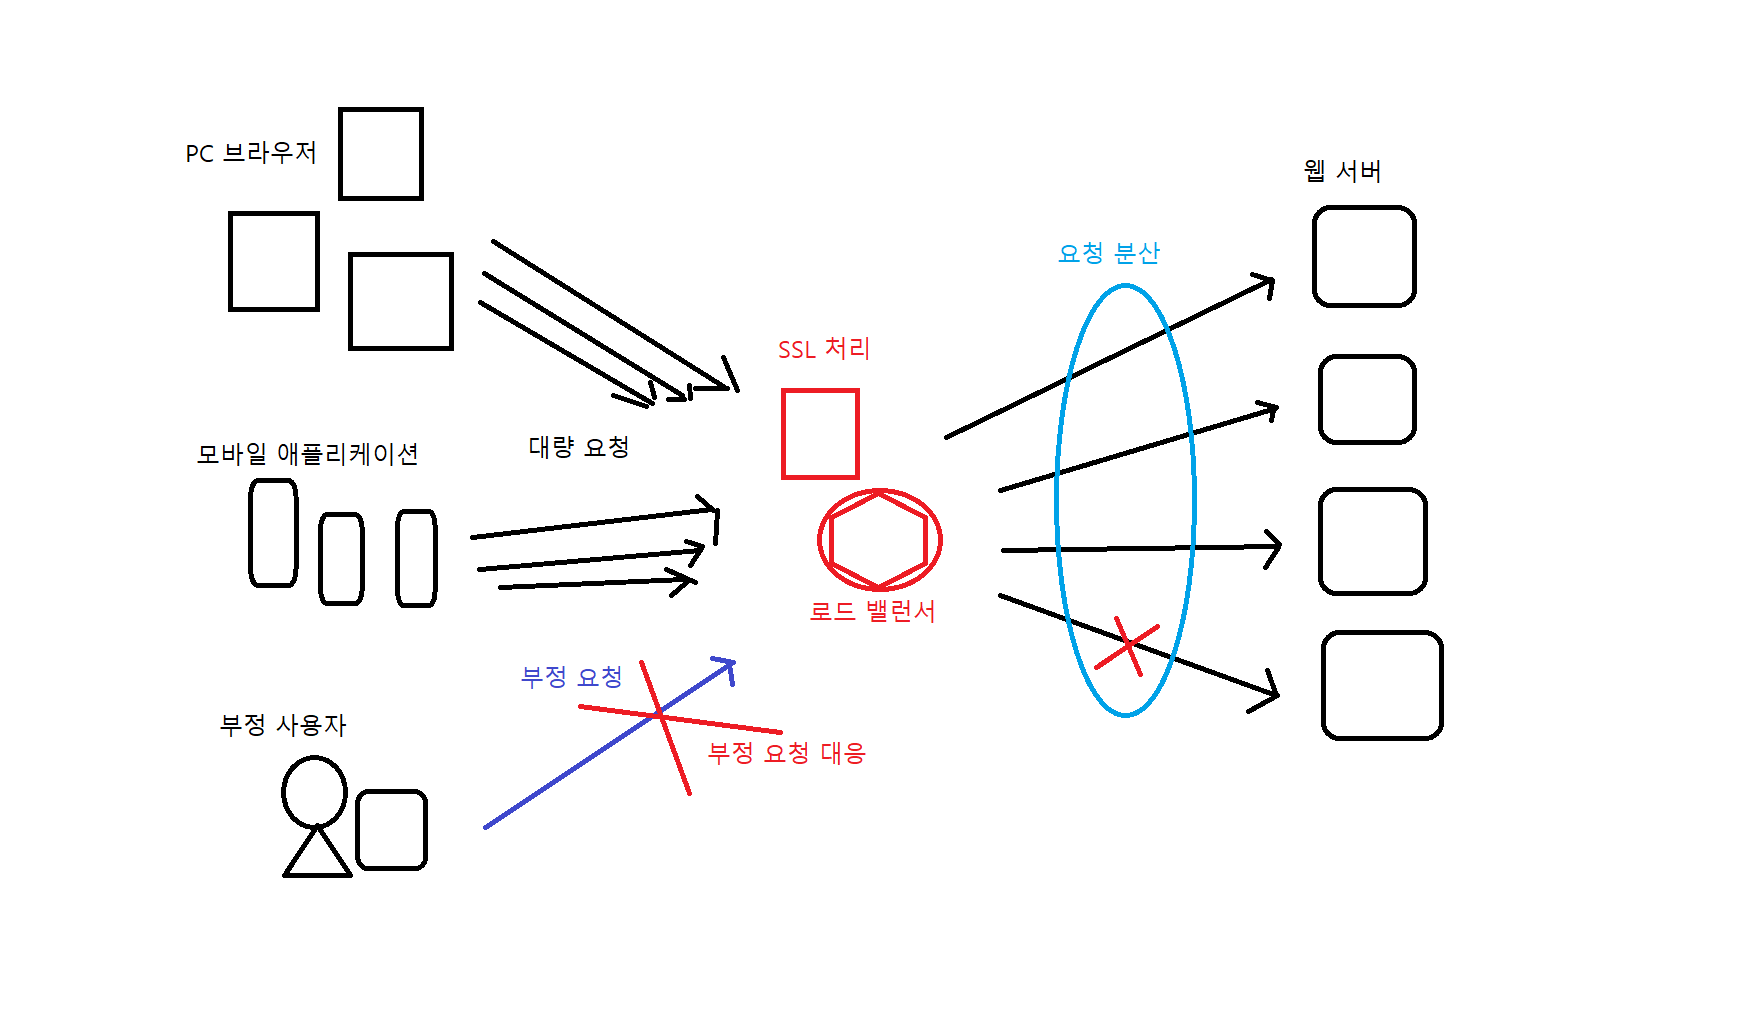 PC 브라우저
웹 서버
요청 분산
SSL 처리
대량 요청
모바일 애플리케이션
로드 밸런서
부정 요청
부정 사용자
부정 요청 대응